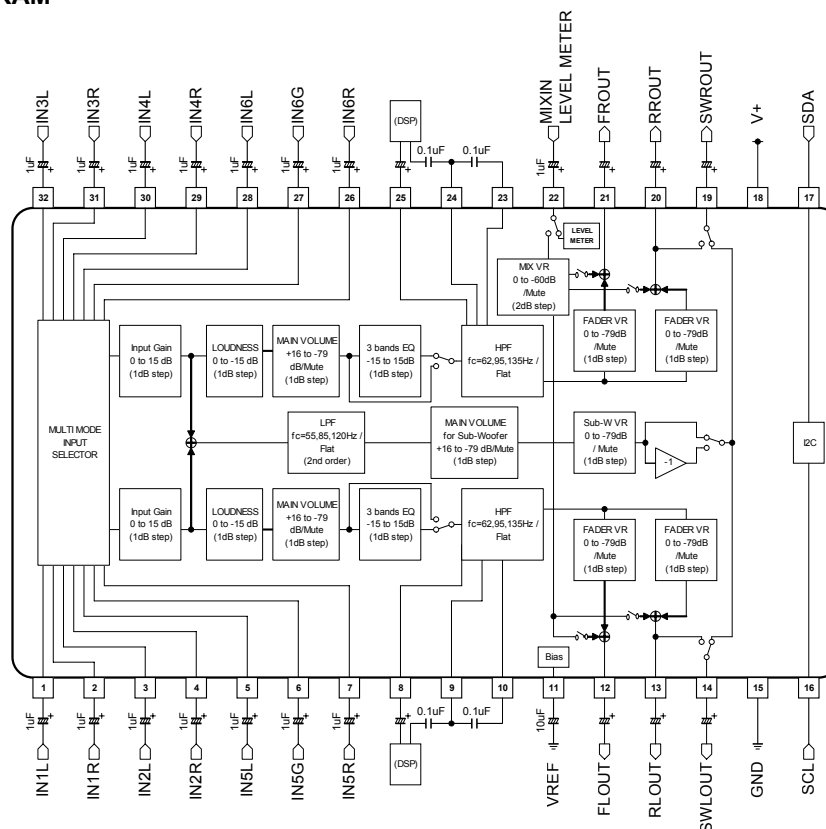 IN3L
IN3R
IN4L
IN4R
IN6L
IN6G
IN6R
MIXIN
LEVEL METER
FROUT
RROUT
SWROUT
V+
SDA
(DSP)
0.1uF
0.1uF
1uF
+
1uF
+
1uF
+
1uF
+
1uF
+
1uF
+
1uF
+
+
1uF
+
+
+
+
32
31
30
29
28
27
26
25
24
23
22
21
20
19
18
17
LEVEL
METER
MIX VR
0 to -60dB
/Mute
(2dB step)
FADER VR
0 to -79dB
/Mute
(1dB step)
FADER VR
0 to -79dB
/Mute
(1dB step)
Input Gain
0 to 15 dB
(1dB step)
LOUDNESS
0 to -15 dB
(1dB step)
MAIN VOLUME
+16 to -79
dB/Mute
(1dB step)
3 bands EQ
-15 to 15dB
(1dB step)
HPF
fc=62,95,135Hz /
Flat
MULTI MODE
INPUT
SELECTOR
LPF
fc=55,85,120Hz /
Flat
(2nd order)
MAIN VOLUME
for Sub-Woofer
+16 to -79 dB/Mute
(1dB step)
Sub-W VR
0 to -79dB
/ Mute
(1dB step)
-1
I2C
Input Gain
0 to 15 dB
(1dB step)
LOUDNESS
0 to -15 dB
(1dB step)
MAIN VOLUME
+16 to -79
dB/Mute
(1dB step)
3 bands EQ
-15 to 15dB
(1dB step)
HPF
fc=62,95,135Hz /
Flat
FADER VR
0 to -79dB
/Mute
(1dB step)
FADER VR
0 to -79dB
/Mute
(1dB step)
Bias
1
2
3
4
5
6
7
8
9
10
11
12
13
14
15
16
1uF
+
1uF
+
1uF
+
1uF
+
1uF
+
1uF
+
1uF
+
+
0.1uF
0.1uF
10uF
+
+
+
+
(DSP)
IN1L
IN1R
IN2L
IN2R
IN5L
IN5G
IN5R
VREF
FLOUT
RLOUT
SWLOUT
GND
SCL